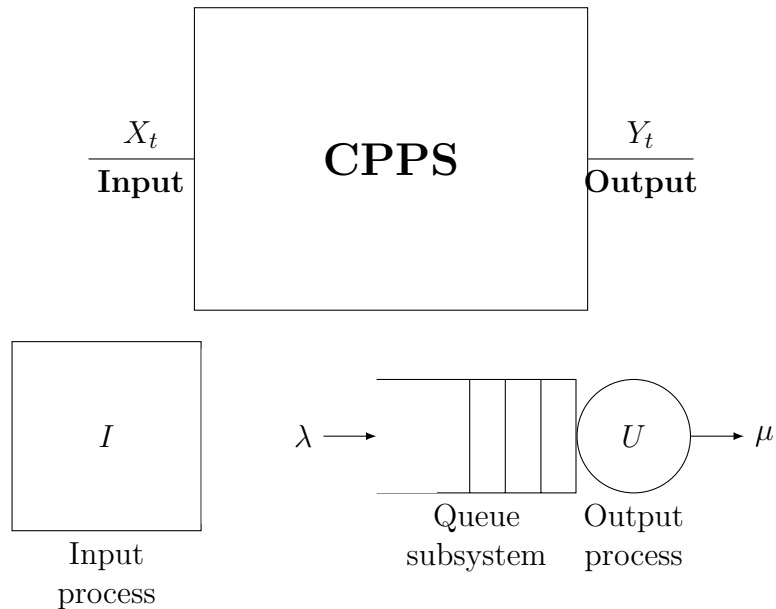 X_t
Input
CPPS
Y_t
Output
I
Input
process
λ
U
μ
Queue
subsystem
Output
process